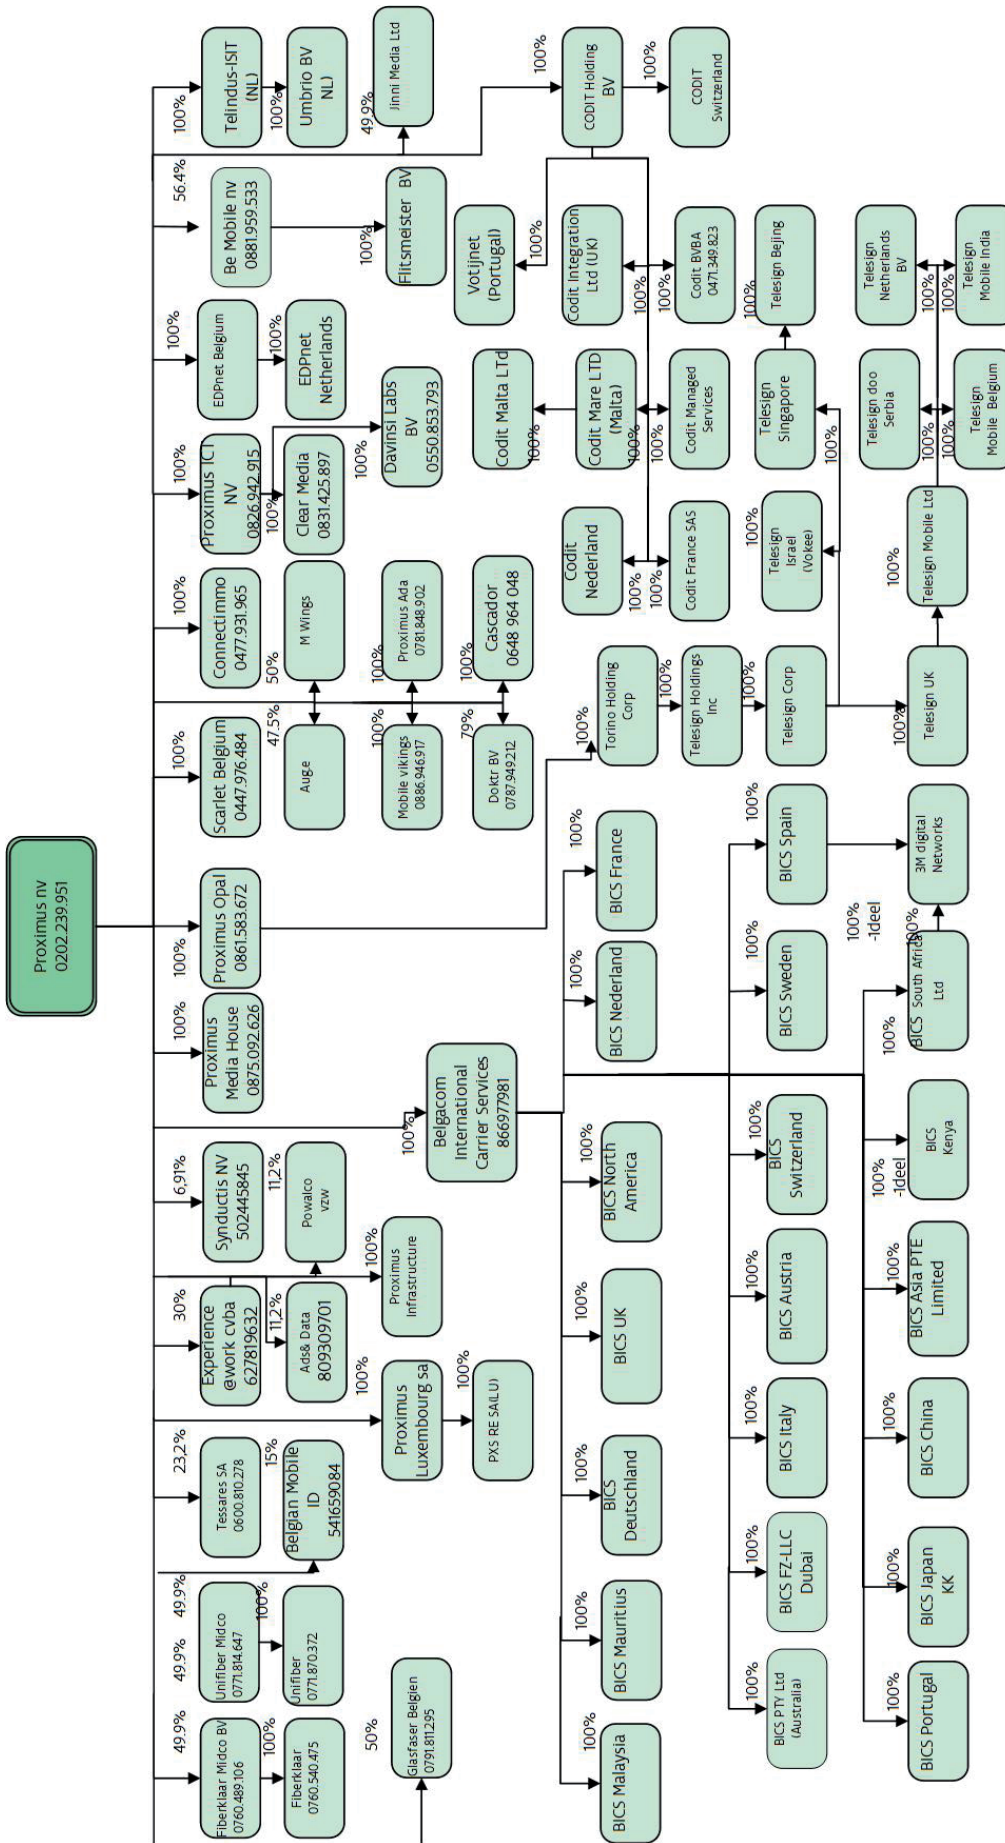 Proximus nv
0202.239.951
49.9%
Fiberklaar Midco BV
0760.489.106
100%
Fiberklaar
0760.540.475
50%
Glasfaser Belgien
0791.811.295
49.9%
49.9%
Unifiber Midco
0771.814.647
100%
Unifiber
0771.870.372
23,2%
Tessares SA
0600.810.278
15%
Belgian Mobile
ID
541659084
30%
Experience
@work cvba
627819632
11,2%
Ads& Data
809309701
6,91%
Synductis NV
502445845
11,2%
Powalco
vzw
100%
Proximus
Infrastructure
100%
Proximus
Luxembourg sa
100%
PXS RE SA(LU)
100%
Proximus
Media House
0875.092.626
100%
Proximus Opal
0861.583.672
100%
Scarlet Belgium
0447.976.484
47.5%
Auge
50%
M Wings
100%
Mobile vikings
0886.946.917
100%
Proximus Ada
0781.848.902
79%
Doktr BV
0787.949.212
100%
Cascador
0648 964 048
100%
Connectimmo
0477.931.965
100%
Proximus ICT
NV
0826.942.915
100%
Clear Media
0831.425.897
100%
Davinsi Labs
BV
0550.853.793
100%
EDPnet Belgium
100%
EDPnet
Netherlands
56.4%
Be Mobile nv
0881.959.533
100%
Flitsmeister BV
100%
Telindus-ISIT
(NL)
100%
Umbrio BV
NL)
49.9%
Jinni Media Ltd
100%
CODIT Holding
BV
100%
CODIT
Switzerland
100%
Votijnet
(Portugal)
100%
Codit Integration
Ltd (UK)
100%
Codit BVBA
0471.349.823
100%
Codit Malta LTd
100%
Codit Mare LTD
(Malta)
100%
Codit Managed
Services
100%
Codit
Nederland
100%
Codit France SAS
100%
Torino Holding
Corp
100%
Telesign Holdings
Inc
100%
Telesign Corp
100%
Telesign UK
100%
Telesign Mobile Ltd
100%
Telesign
Israel
(Vokee)
100%
Telesign
Singapore
100%
Telesign Bejing
100%
Telesign doo
Serbia
100%
Telesign
Mobile Belgium
100%
Telesign
Netherlands
BV
100%
Telesign
Mobile India
100%
Belgacom
International
Carrier Services
866977981
100%
BICS Malaysia
100%
BICS Mauritius
100%
BICS
Deutschland
100%
BICS UK
100%
BICS North
America
100%
BICS Nederland
100%
BICS France
100%
BICS PTY Ltd
(Australia)
100%
BICS FZ-LLC
Dubai
100%
BICS Italy
100%
BICS Austria
100%
BICS
Switzerland
100%
BICS Sweden
100%
BICS Spain
100%
BICS Portugal
100%
BICS Japan
KK
100%
BICS China
100%
BICS Asia PTE
Limited
100%
-1deel
BICS
Kenya
100%
BICS South Africa
Ltd
100%
100%
-1deel
3M digital
Networks